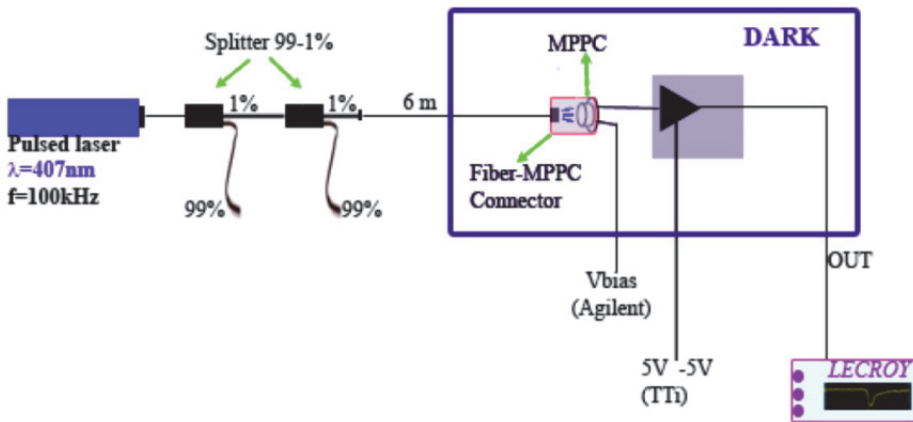 Splitter 99-1%
1%
1%
6 m
99%
99%
Pulsed laser
λ=407nm
f=100kHz
DARK
MPPC
Fiber-MPPC
Connector
Vbias
(Agilent)
5V -5V
(TTi)
OUT
LECROY